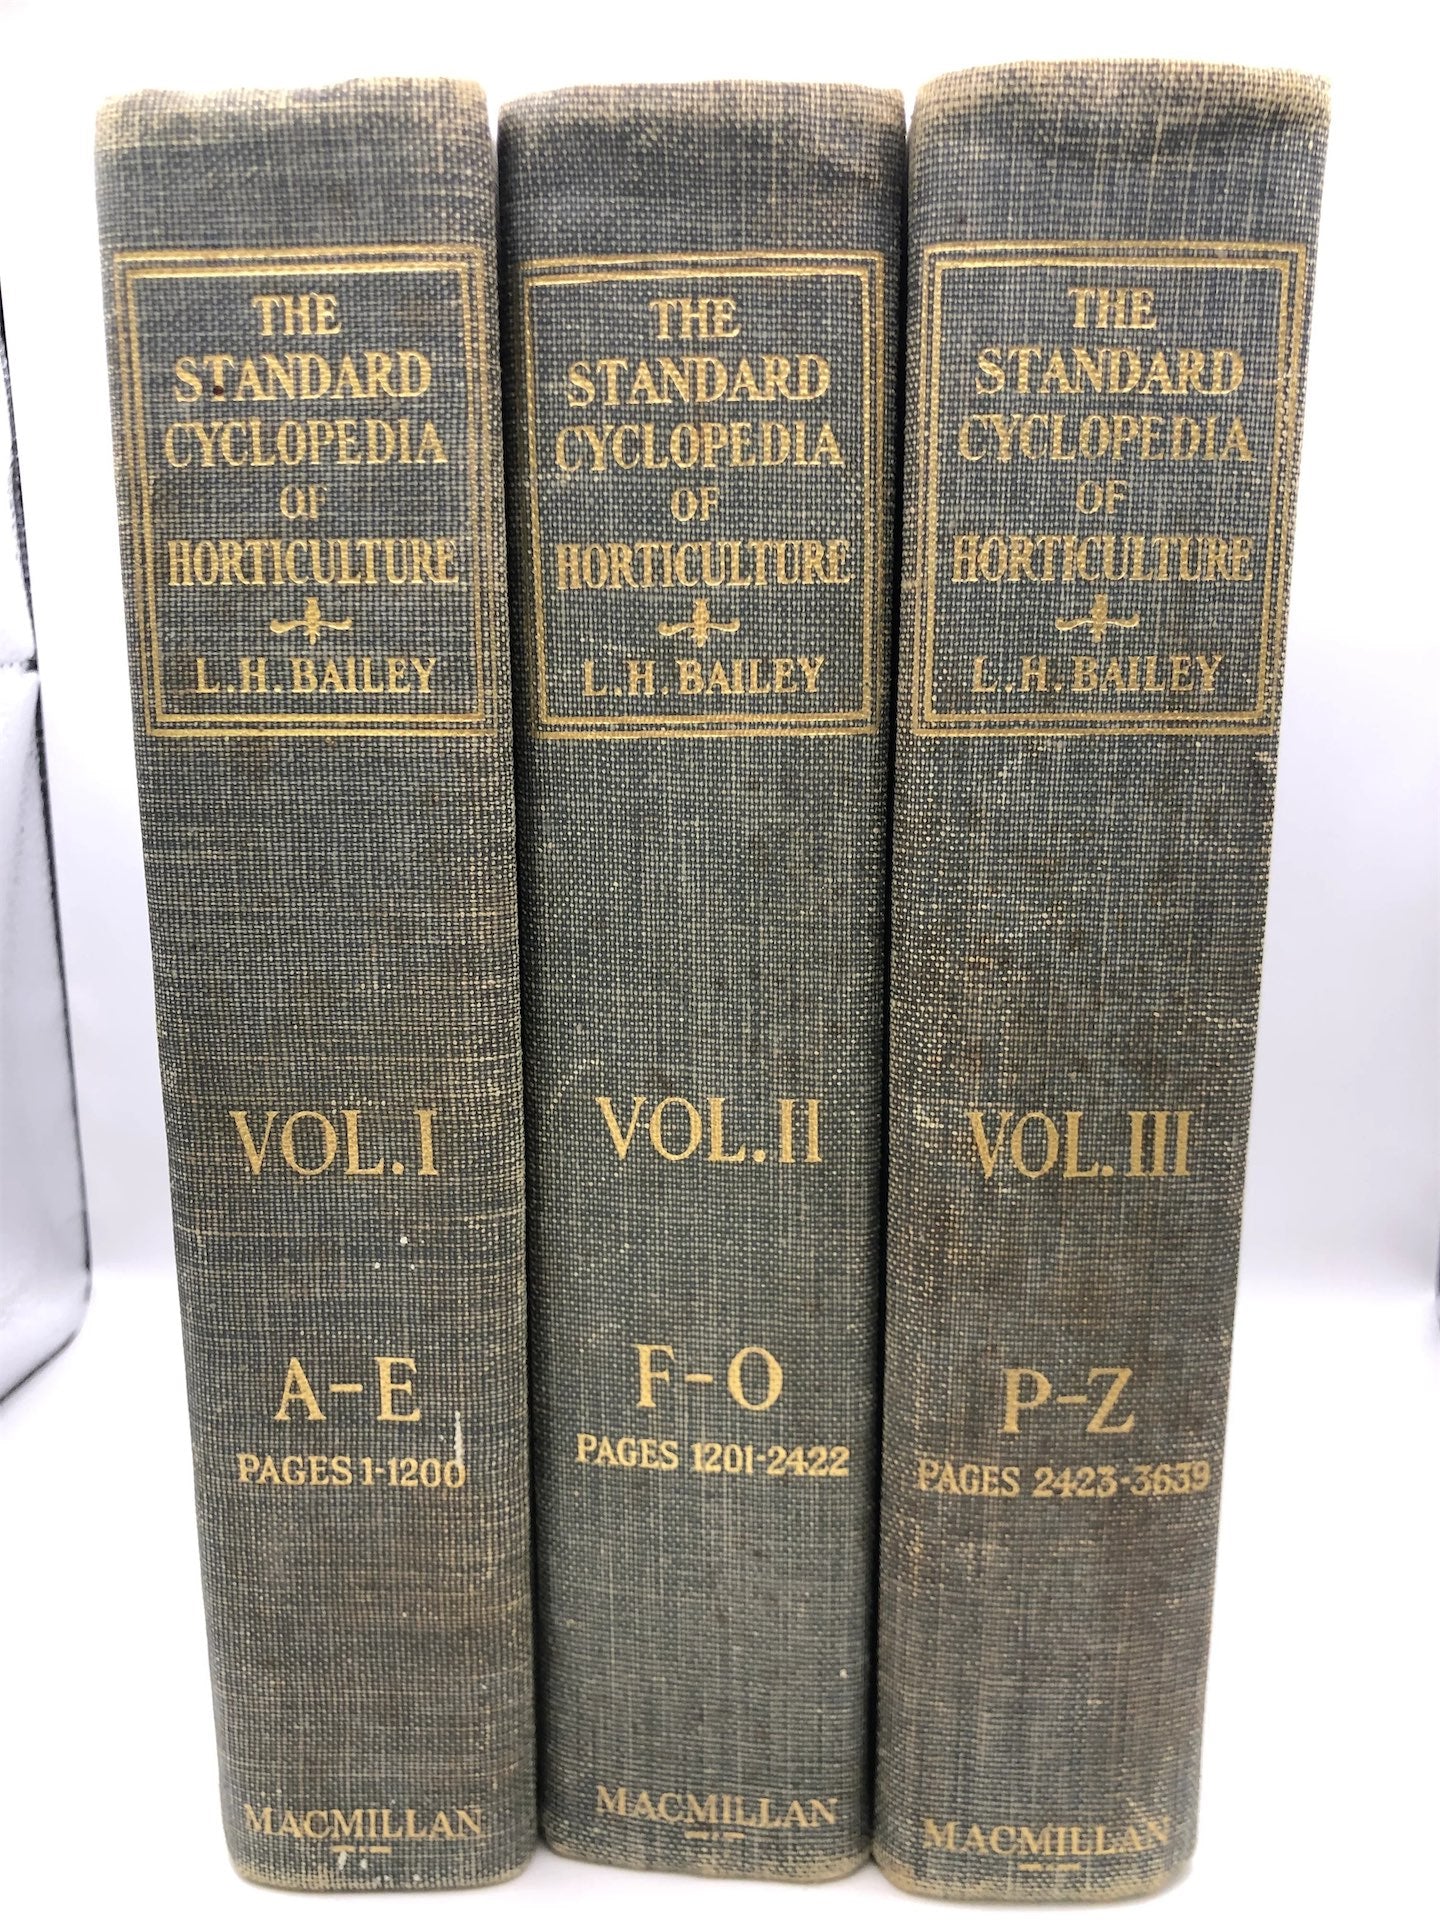 THE
STANDARD
CYCLOPEDIA
OF
HORTICULTURE
L.H. BAILEY
VOL. I
A-E
PAGES 1-1200
MACMILLAN
THE
STANDARD
CYCLOPEDIA
OF
HORTICULTURE
L.H. BAILEY
VOL. II
F-O
PAGES 1201-2422
MACMILLAN
THE
STANDARD
CYCLOPEDIA
OF
HORTICULTURE
L.H. BAILEY
VOL. III
P-Z
PAGES 2423-3639
MACMILLAN